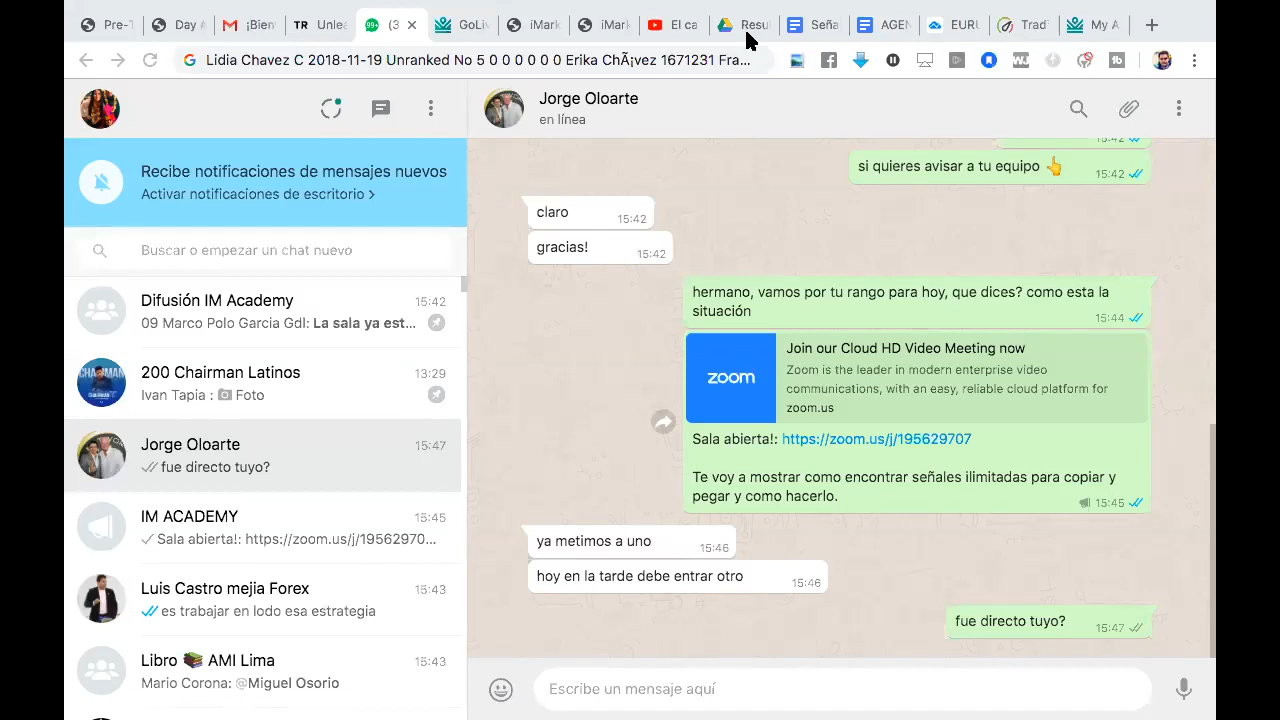 Pre-T
Day
¡Bien
TR Unlea
99+ (3
GoLiv
iMark
iMark
El ca
Resu
Seña
AGEN
EURU
Trad
My A
Lidia Chavez C 2018-11-19 Unranked No 5 0 0 0 0 0 0 Erika ChÃ¡vez 1671231 Fra...
WJ
Jorge Oloarte
en línea
Recibe notificaciones de mensajes nuevos
Activar notificaciones de escritorio >
Buscar o empezar un chat nuevo
Difusión IM Academy 15:42
09 Marco Polo Garcia Gdl: La sala ya est...
200 Chairman Latinos 13:29
Ivan Tapia : Foto
Jorge Oloarte 15:47
fue directo tuyo?
IM ACADEMY 15:45
Sala abierta!: https://zoom.us/j/19562970...
Luis Castro mejia Forex 15:43
es trabajar en lodo esa estrategia
Libro 📚 AMI Lima 15:43
Mario Corona: @Miguel Osorio
15:42
si quieres avisar a tu equipo 👆 15:42
claro 15:42
gracias! 15:42
hermano, vamos por tu rango para hoy, que dices? como esta la
situación 15:44
zoom
Join our Cloud HD Video Meeting now
Zoom is the leader in modern enterprise video
communications, with an easy, reliable cloud platform for
zoom.us
Sala abierta!: https://zoom.us/j/195629707
Te voy a mostrar como encontrar señales ilimitadas para copiar y
pegar y como hacerlo. 15:45
ya metimos a uno 15:46
hoy en la tarde debe entrar otro 15:46
fue directo tuyo? 15:47
Escribe un mensaje aquí